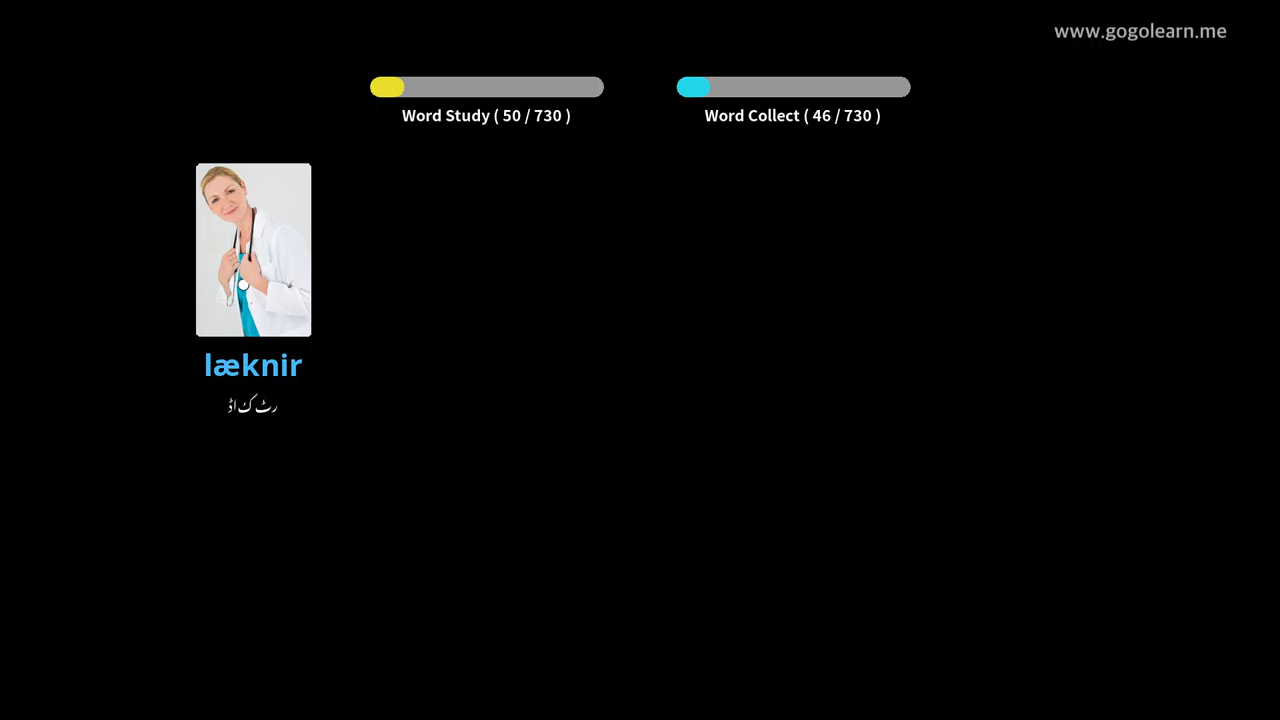 www.gogolearn.me
Word Study ( 50 / 730 )
Word Collect ( 46 / 730 )
læknir
رٹ ک اڈ